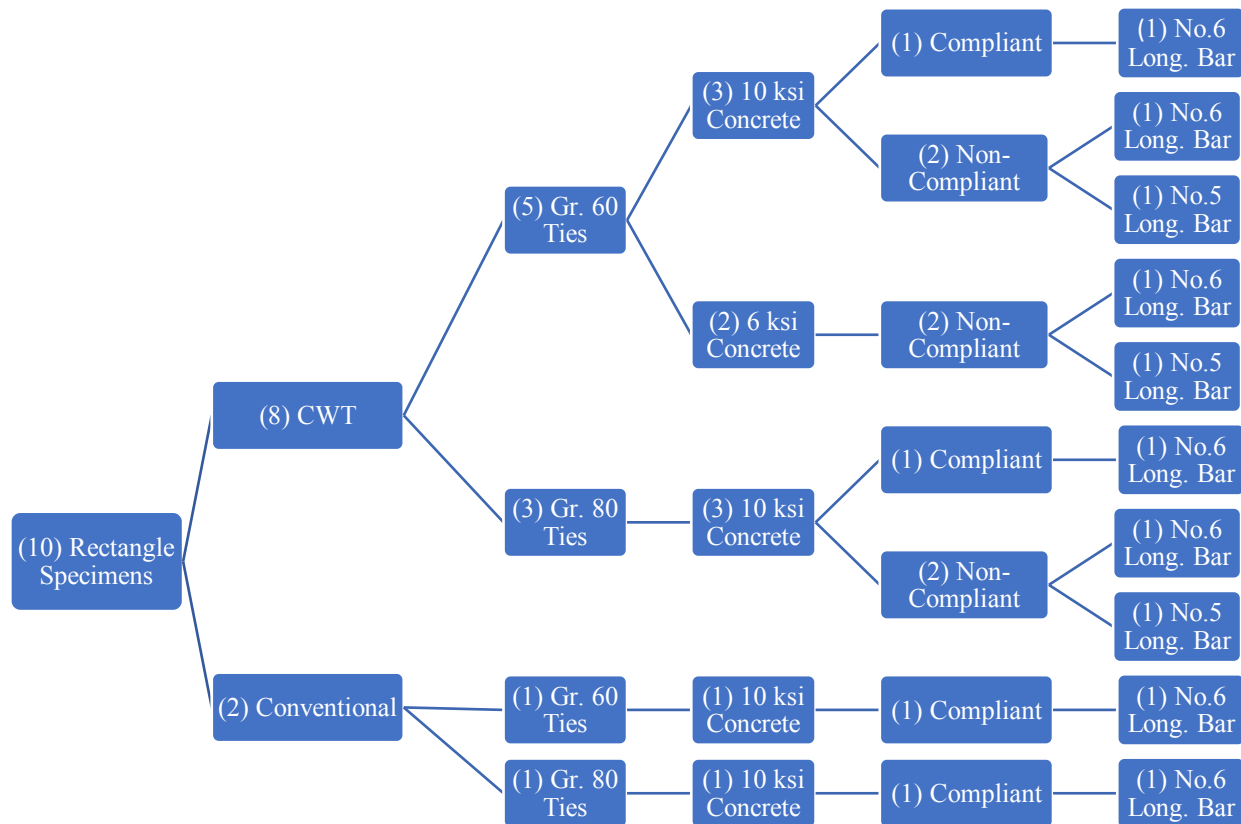 (10) Rectangle
Specimens
(8) CWT
(2) Conventional
(5) Gr. 60
Ties
(3) Gr. 80
Ties
(1) Gr. 60
Ties
(1) Gr. 80
Ties
(3) 10 ksi
Concrete
(2) 6 ksi
Concrete
(3) 10 ksi
Concrete
(1) 10 ksi
Concrete
(1) 10 ksi
Concrete
(1) Compliant
(2) Non-
Compliant
(2) Non-
Compliant
(1) Compliant
(2) Non-
Compliant
(1) Compliant
(1) Compliant
(1) No.6
Long. Bar
(1) No.6
Long. Bar
(1) No.5
Long. Bar
(1) No.6
Long. Bar
(1) No.5
Long. Bar
(1) No.6
Long. Bar
(1) No.6
Long. Bar
(1) No.5
Long. Bar
(1) No.6
Long. Bar
(1) No.6
Long. Bar